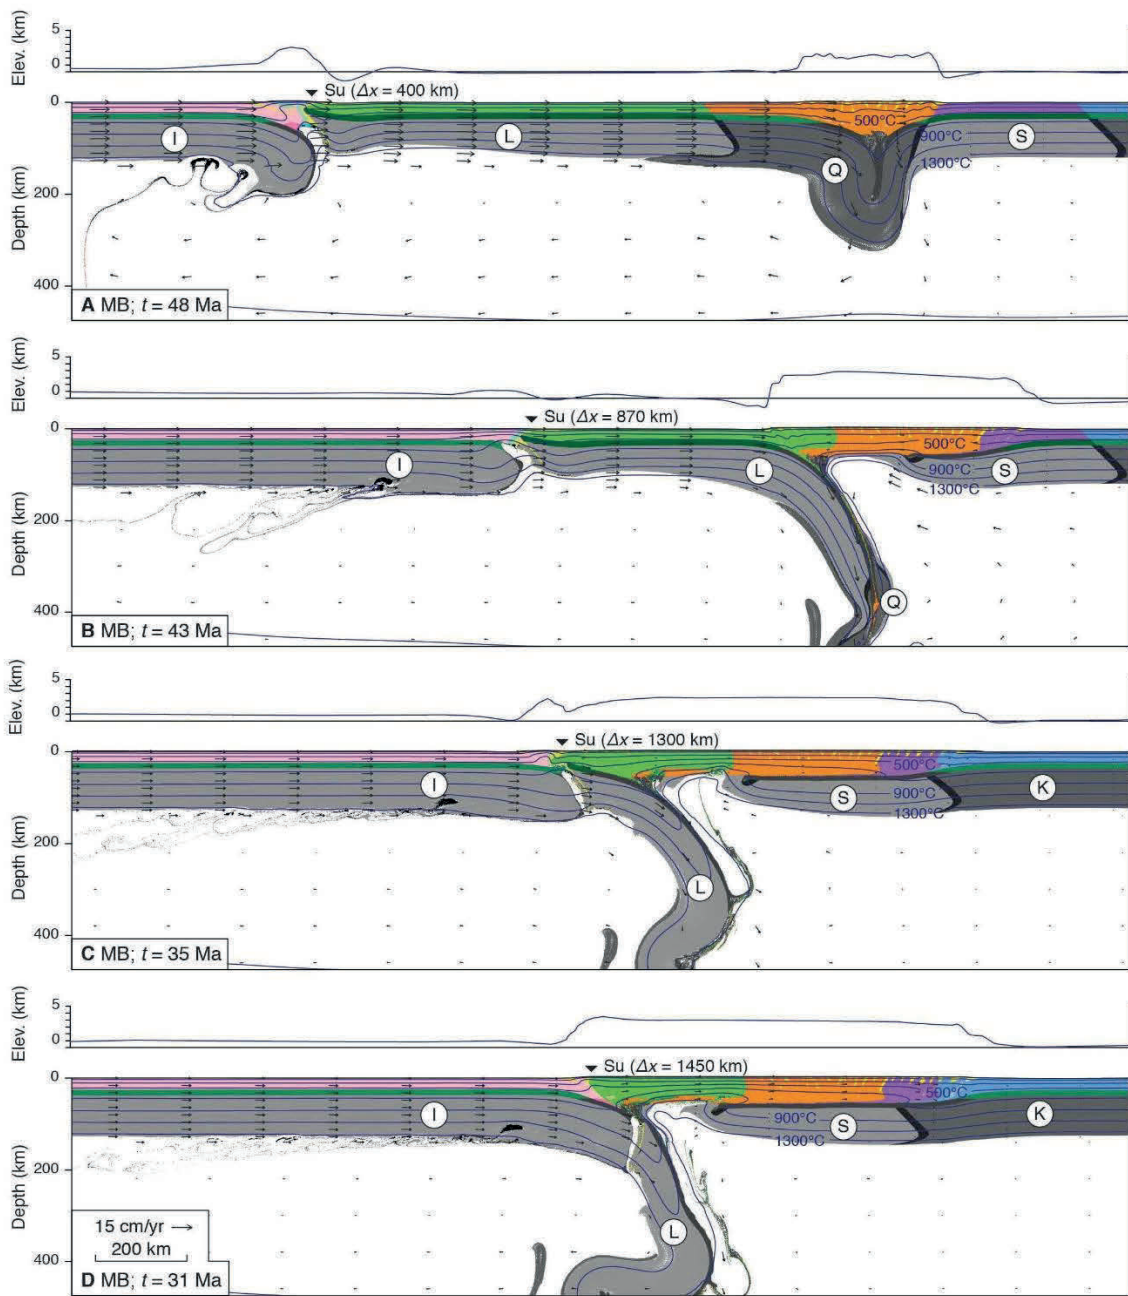 Elev. (km)
5
0
Su (Δx = 400 km)
0
200
400
Depth (km)
I
L
Q
S
500°C
900°C
1300°C
A MB; t = 48 Ma
Elev. (km)
5
0
Su (Δx = 870 km)
0
200
400
Depth (km)
I
L
S
Q
500°C
900°C
1300°C
B MB; t = 43 Ma
Elev. (km)
5
0
Su (Δx = 1300 km)
0
200
400
Depth (km)
I
L
S
K
500°C
900°C
1300°C
C MB; t = 35 Ma
Elev. (km)
5
0
Su (Δx = 1450 km)
0
200
400
Depth (km)
I
L
S
K
500°C
900°C
1300°C
15 cm/yr
200 km
D MB; t = 31 Ma